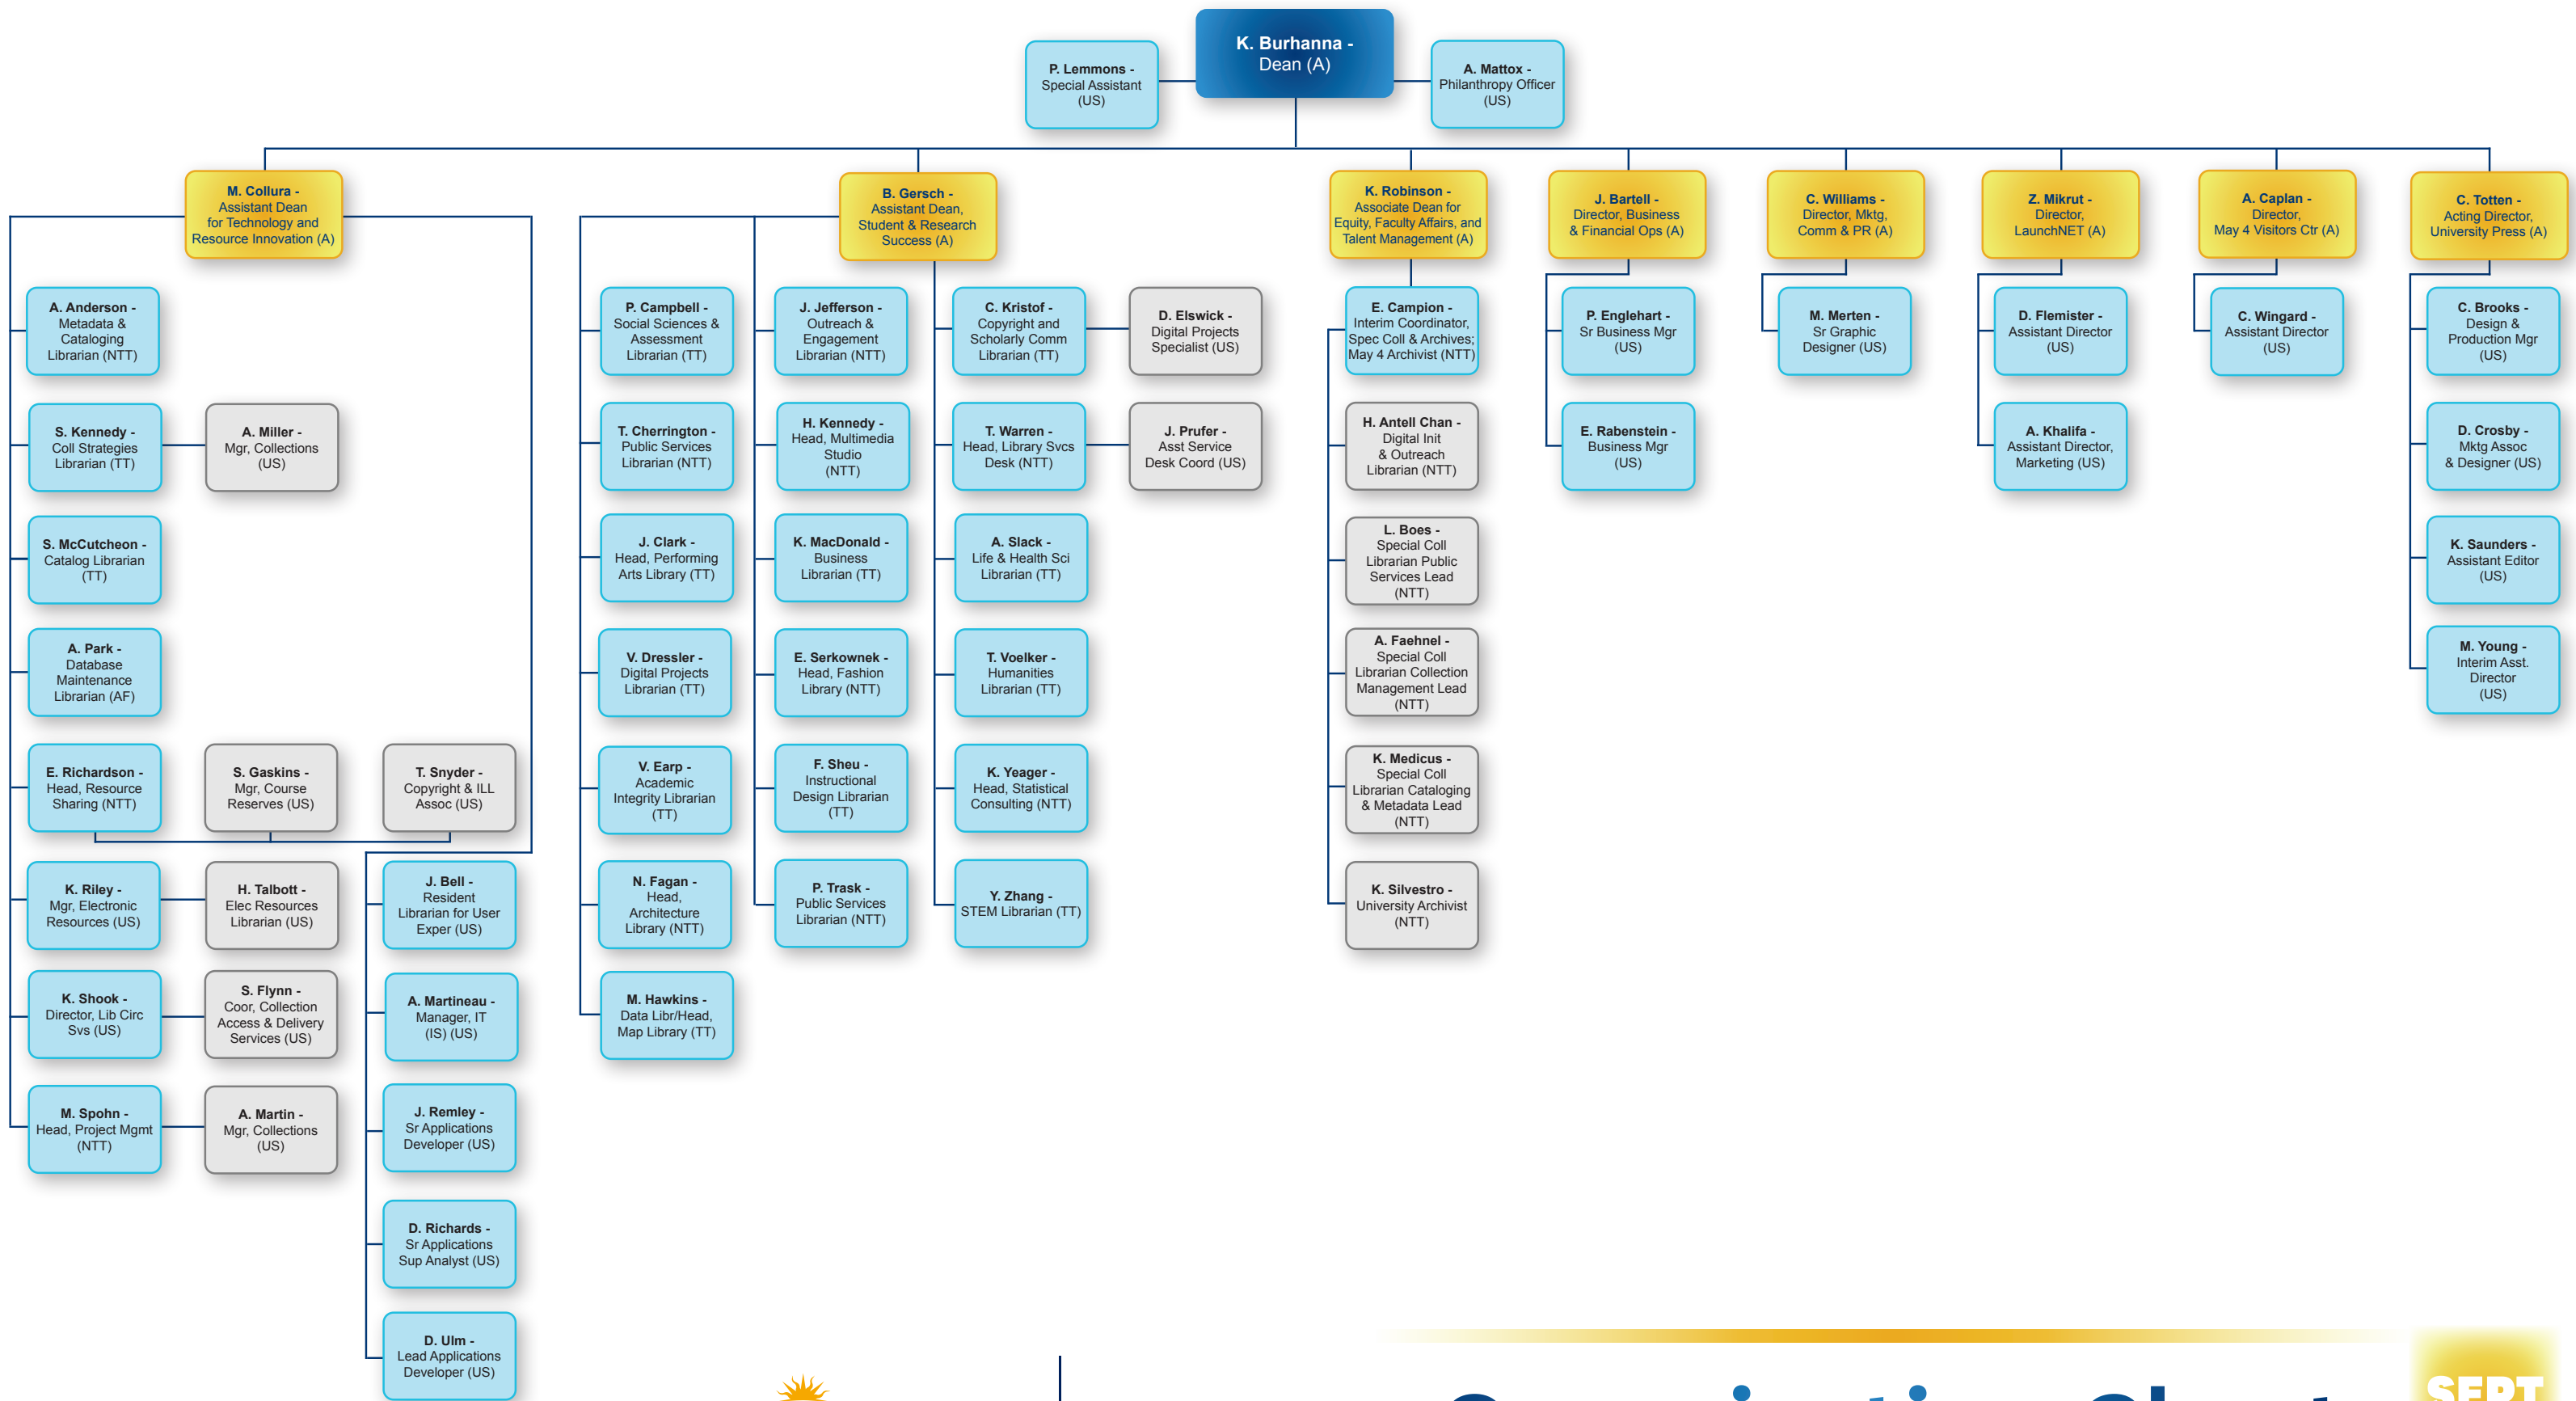 K. Burhanna -
Dean (A)
P. Lemmons -
Special Assistant
(US)
A. Mattox -
Philanthropy Officer
(US)
M. Collura -
Assistant Dean
for Technology and
Resource Innovation (A)
B. Gersch -
Assistant Dean,
Student & Research
Success (A)
K. Robinson -
Associate Dean for
Equity, Faculty Affairs, and
Talent Management (A)
J. Bartell -
Director, Business
& Financial Ops (A)
C. Williams -
Director, Mktg,
Comm & PR (A)
Z. Mikrut -
Director,
LaunchNET (A)
A. Caplan -
Director,
May 4 Visitors Ctr (A)
C. Totten -
Acting Director,
University Press (A)
A. Anderson -
Metadata &
Cataloging
Librarian (NTT)
S. Kennedy -
Coll Strategies
Librarian (TT)
A. Miller -
Mgr, Collections
(US)
S. McCutcheon -
Catalog Librarian
(TT)
A. Park -
Database
Maintenance
Librarian (AF)
E. Richardson -
Head, Resource
Sharing (NTT)
S. Gaskins -
Mgr, Course
Reserves (US)
T. Snyder -
Copyright & ILL
Assoc (US)
K. Riley -
Mgr, Electronic
Resources (US)
H. Talbott -
Elec Resources
Librarian (US)
K. Shook -
Director, Lib Circ
Svs (US)
S. Flynn -
Coor, Collection
Access & Delivery
Services (US)
M. Spohn -
Head, Project Mgmt
(NTT)
A. Martin -
Mgr, Collections
(US)
J. Bell -
Resident
Librarian for User
Exper (US)
A. Martineau -
Manager, IT
(IS) (US)
J. Remley -
Sr Applications
Developer (US)
D. Richards -
Sr Applications
Sup Analyst (US)
D. Ulm -
Lead Applications
Developer (US)
P. Campbell -
Social Sciences &
Assessment
Librarian (TT)
T. Cherrington -
Public Services
Librarian (NTT)
J. Clark -
Head, Performing
Arts Library (TT)
V. Dressler -
Digital Projects
Librarian (TT)
V. Earp -
Academic
Integrity Librarian
(TT)
N. Fagan -
Head,
Architecture
Library (NTT)
M. Hawkins -
Data Libr/Head,
Map Library (TT)
J. Jefferson -
Outreach &
Engagement
Librarian (NTT)
H. Kennedy -
Head, Multimedia
Studio
(NTT)
K. MacDonald -
Business
Librarian (TT)
E. Serkownek -
Head, Fashion
Library (NTT)
F. Sheu -
Instructional
Design Librarian
(TT)
P. Trask -
Public Services
Librarian (NTT)
C. Kristof -
Copyright and
Scholarly Comm
Librarian (TT)
D. Elswick -
Digital Projects
Specialist (US)
T. Warren -
Head, Library Svcs
Desk (NTT)
J. Prufer -
Asst Service
Desk Coord (US)
A. Slack -
Life & Health Sci
Librarian (TT)
T. Voelker -
Humanities
Librarian (TT)
K. Yeager -
Head, Statistical
Consulting (NTT)
Y. Zhang -
STEM Librarian (TT)
E. Campion -
Interim Coordinator,
Spec Coll & Archives;
May 4 Archivist (NTT)
H. Antell Chan -
Digital Init
& Outreach
Librarian (NTT)
L. Boes -
Special Coll
Librarian Public
Services Lead
(NTT)
A. Faehnel -
Special Coll
Librarian Collection
Management Lead
(NTT)
K. Medicus -
Special Coll
Librarian Cataloging
& Metadata Lead
(NTT)
K. Silvestro -
University Archivist
(NTT)
P. Englehart -
Sr Business Mgr
(US)
E. Rabenstein -
Business Mgr
(US)
M. Merten -
Sr Graphic
Designer (US)
D. Flemister -
Assistant Director
(US)
A. Khalifa -
Assistant Director,
Marketing (US)
C. Wingard -
Assistant Director
(US)
C. Brooks -
Design &
Production Mgr
(US)
D. Crosby -
Mktg Assoc
& Designer (US)
K. Saunders -
Assistant Editor
(US)
M. Young -
Interim Asst.
Director
(US)
SEPT